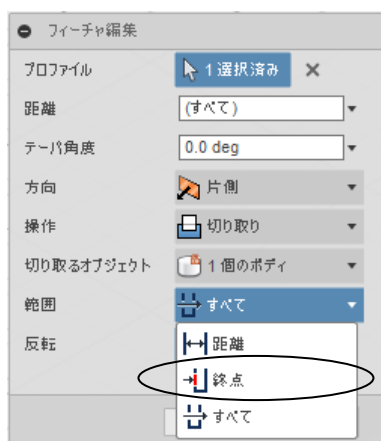 フィーチャ編集
プロファイル 1 選択済み
距離 (すべて)
テーパ角度 0.0 deg
方向 片側
操作 切り取り
切り取るオブジェクト 1 個のボディ
範囲 すべて
反転 距離
終点
すべて